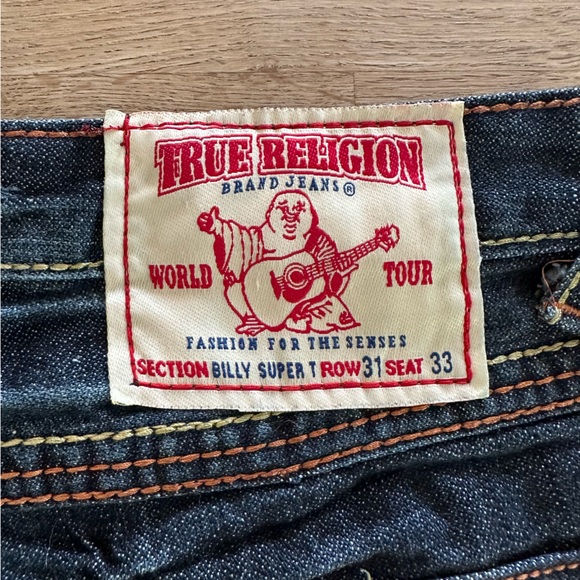 TRUE RELIGION
BRAND JEANS ®
WORLD TOUR
FASHION FOR THE SENSES
SECTION BILLY SUPER T ROW 31 SEAT 33